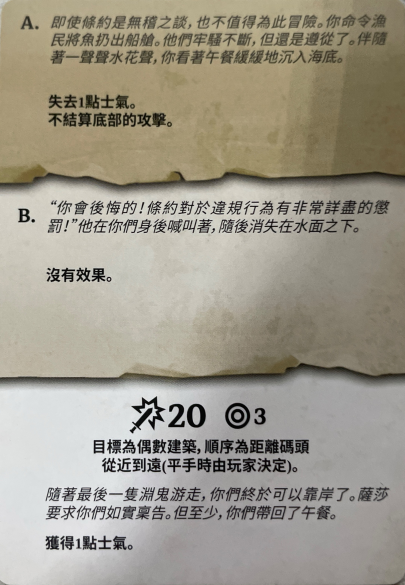 A. 即使條約是無稽之談,也不值得為此冒險。你命令漁
民將魚扔出船艙。他們牢騷不斷,但還是遵從了。伴隨
著一聲聲水花聲,你看著午餐緩緩地沉入海底。
失去1點士氣。
不結算底部的攻擊。
B. “你會後悔的!條約對於違規行為有非常詳盡的懲
罰!”他在你們身後喊叫著,隨後消失在水面之下。
沒有效果。
20 3
目標為偶數建築,順序為距離碼頭
從近到遠(平手時由玩家決定)。
隨著最後一隻淵鬼游走,你們終於可以靠岸了。薩莎
要求你們如實稟告。但至少,你們帶回了午餐。
獲得1點士氣。